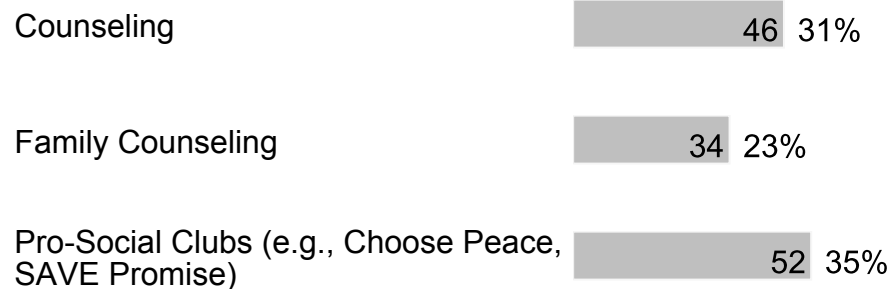 Counseling 46 31%
Family Counseling 34 23%
Pro-Social Clubs (e.g., Choose Peace,
SAVE Promise) 52 35%